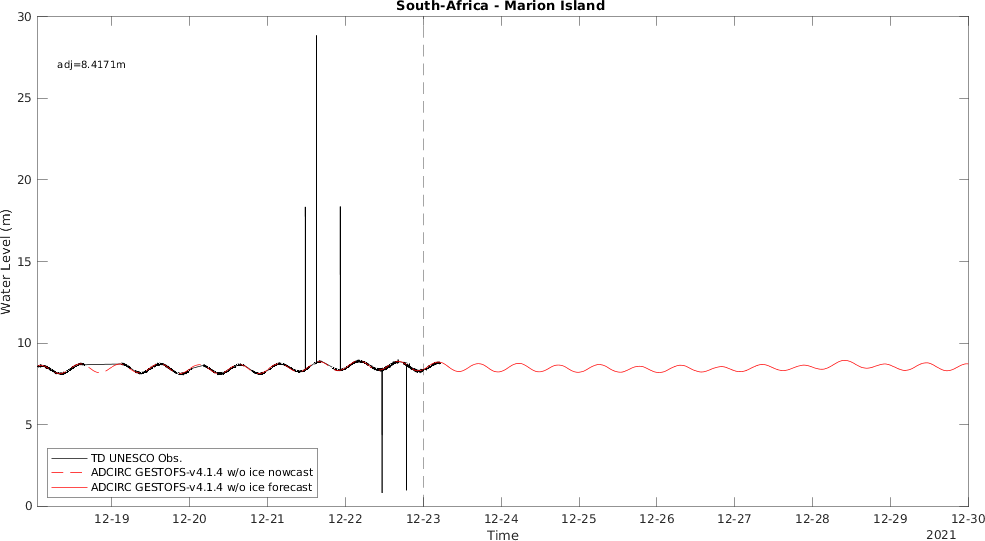 South-Africa - Marion Island
adj=8.4171m
30
25
20
15
10
5
0
Water Level (m)
TD UNESCO Obs.
ADCIRC GESTOFS-v4.1.4 w/o ice nowcast
ADCIRC GESTOFS-v4.1.4 w/o ice forecast
12-19 12-20 12-21 12-22 12-23 12-24 12-25 12-26 12-27 12-28 12-29 12-30
Time
2021